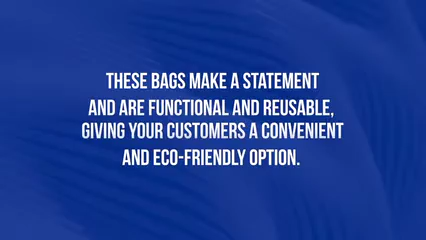 THESE BAGS MAKE A STATEMENT
AND ARE FUNCTIONAL AND REUSABLE,
GIVING YOUR CUSTOMERS A CONVENIENT
AND ECO-FRIENDLY OPTION.